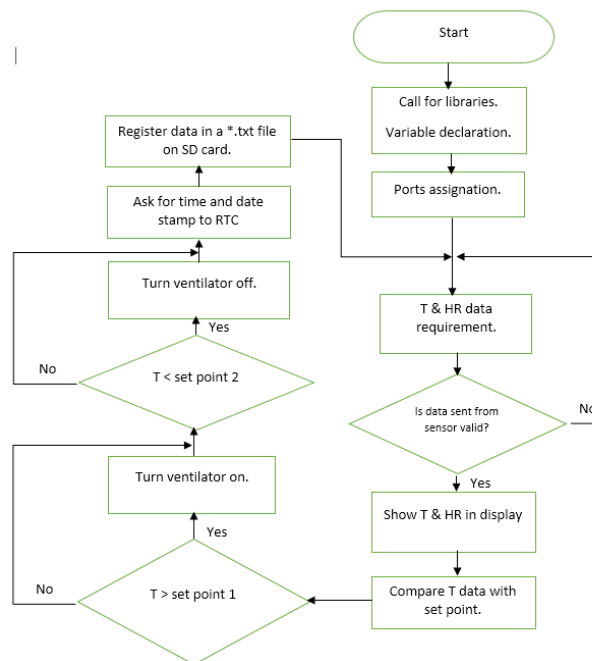 Start
Call for libraries.
Variable declaration.
Ports assignation.
T & HR data
requirement.
Is data sent from
sensor valid?
No
Yes
Show T & HR in display
Compare T data with
set point.
T > set point 1
No
Yes
Turn ventilator on.
T < set point 2
No
Yes
Turn ventilator off.
Ask for time and date
stamp to RTC
Register data in a *.txt file
on SD card.